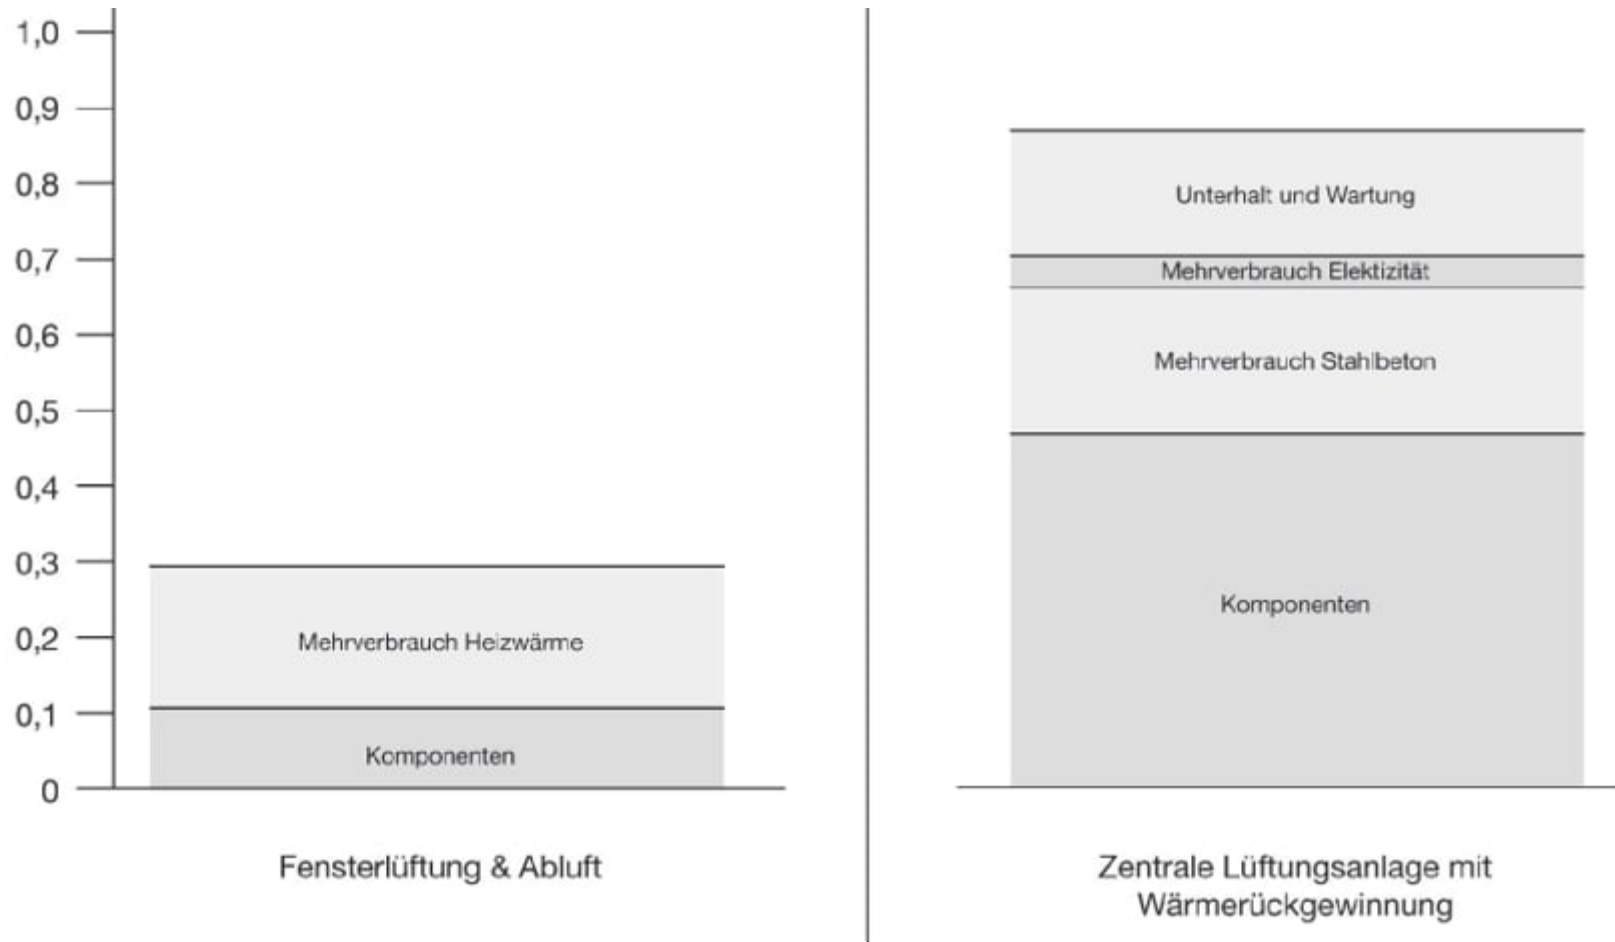 1,0
0,9
0,8
0,7
0,6
0,5
0,4
0,3
0,2
0,1
0
Mehrverbrauch Heizwärme
Komponenten
Fensterlüftung & Abluft
Unterhalt und Wartung
Mehrverbrauch Elektizität
Mehrverbrauch Stahlbeton
Komponenten
Zentrale Lüftungsanlage mit
Wärmerückgewinnung